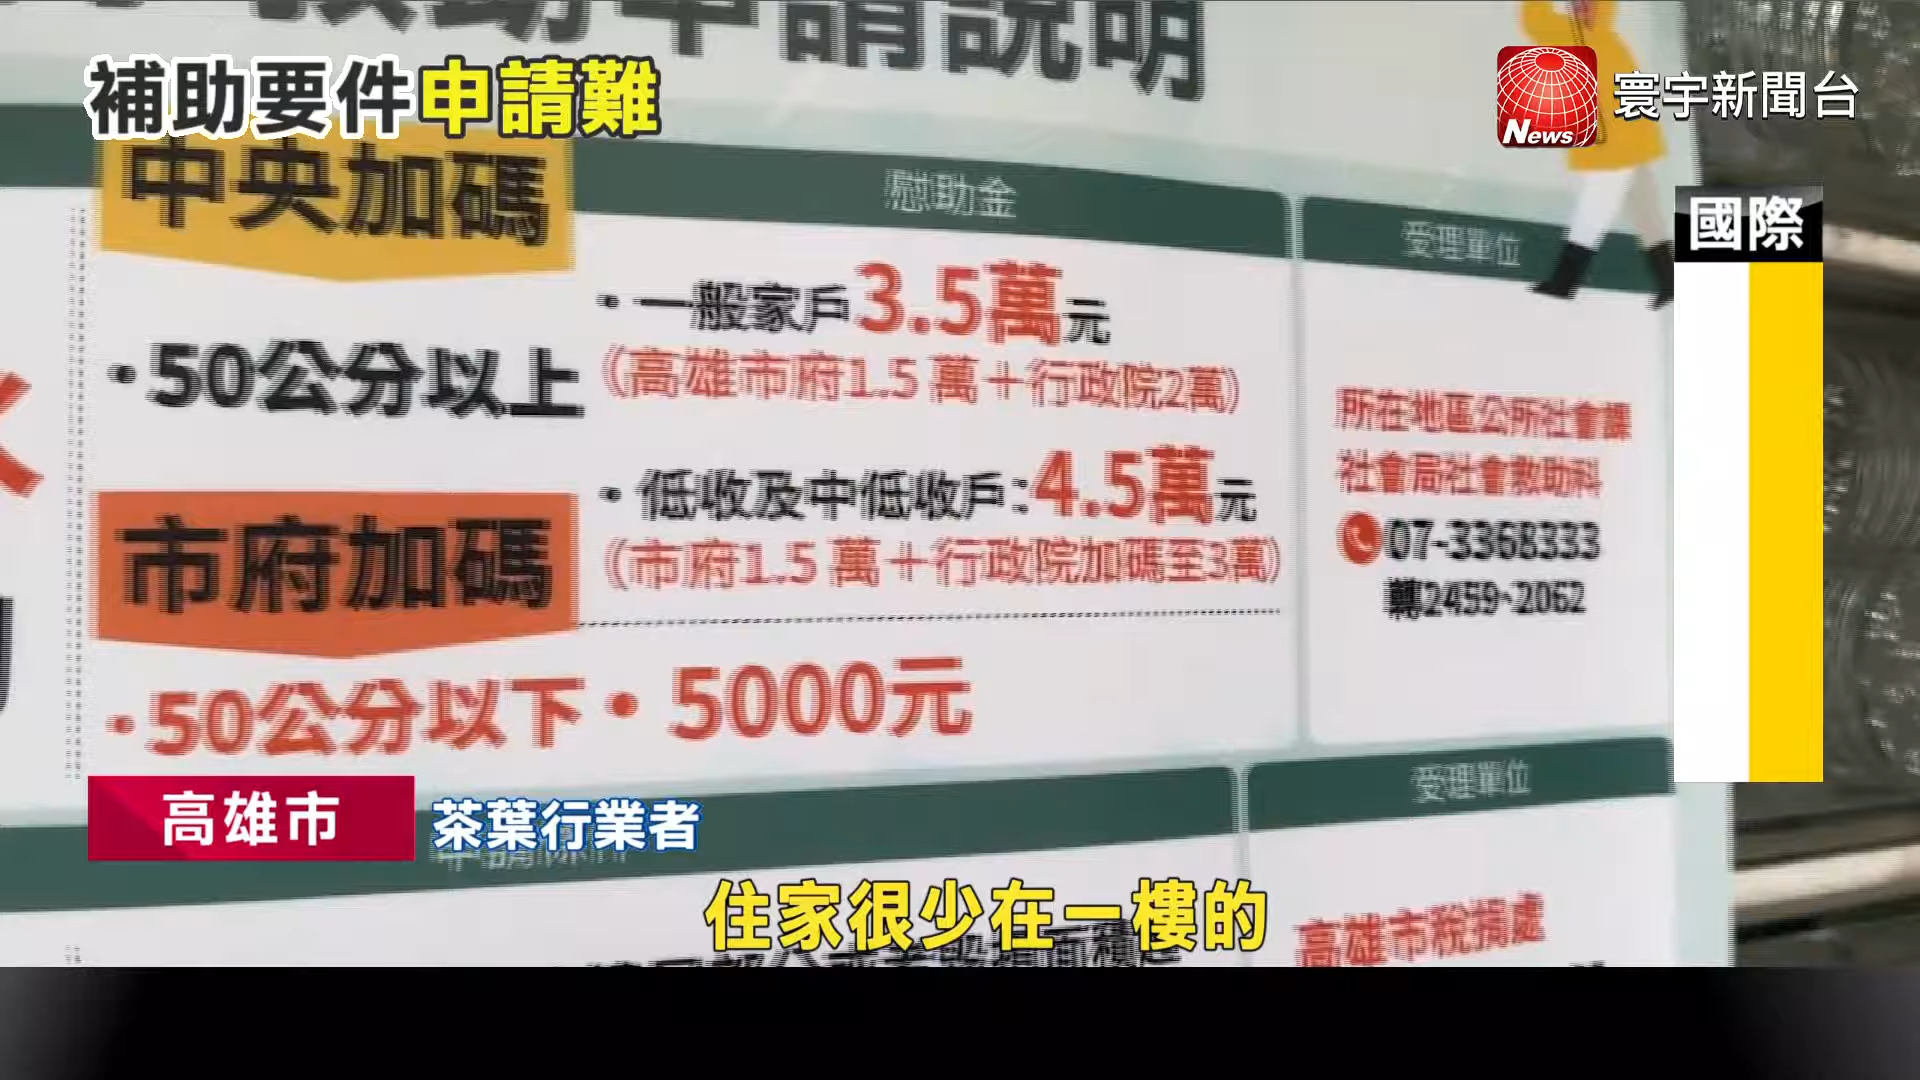 助申請說明
補助要件申請難
News 寰宇新聞台
國際
中央加碼
慰助金
受理單位
・50公分以上
・一般家戶3.5萬元
（高雄市府1.5萬＋行政院2萬）
・低收及中低收戶：4.5萬元
（市府1.5萬＋行政院加碼至3萬）
所在地區公所社會課
社會局社會救助科
07-3368333
轉2459、2062
市府加碼
・50公分以下・5000元
受理單位
高雄市 茶葉行業者
住家很少在一樓的
高雄市稅捐處